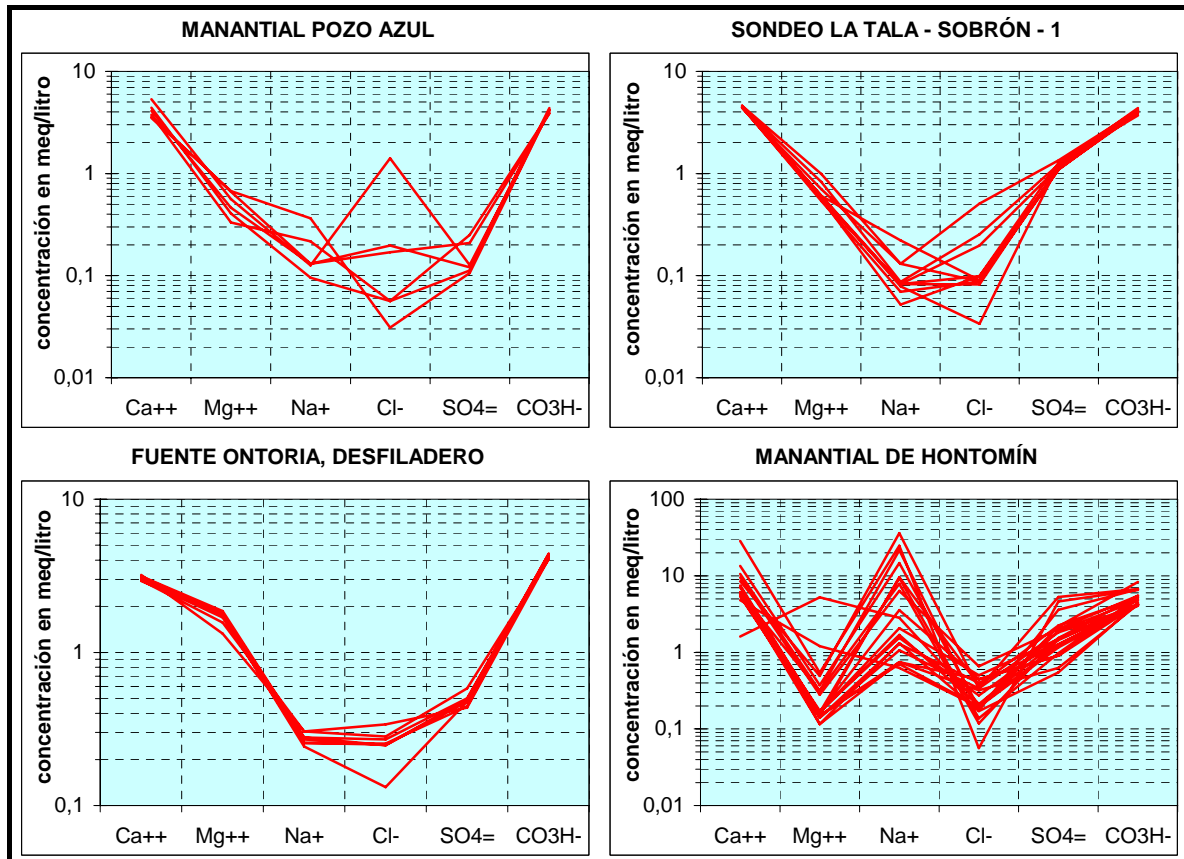 MANANTIAL POZO AZUL
concentración en meq/litro
10
1
0,1
0,01
Ca++ Mg++ Na+ Cl- SO4= CO3H-
SONDEO LA TALA - SOBRÓN - 1
concentración en meq/litro
10
1
0,1
0,01
Ca++ Mg++ Na+ Cl- SO4= CO3H-
FUENTE ONTORIA, DESFILADERO
concentración en meq/litro
10
1
0,1
Ca++ Mg++ Na+ Cl- SO4= CO3H-
MANANTIAL DE HONTOMÍN
concentración en meq/litro
100
10
1
0,1
0,01
Ca++ Mg++ Na+ Cl- SO4= CO3H-